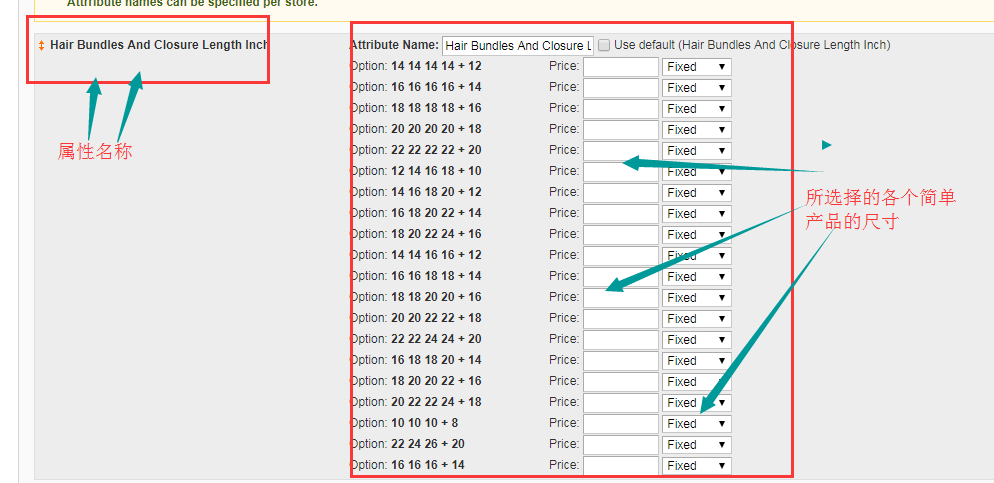 Attribute names can be specified per store.
Hair Bundles And Closure Length Inch
Attribute Name: Hair Bundles And Closure L Use default (Hair Bundles And Closure Length Inch)
Option: 14 14 14 14 + 12 Price: Fixed
Option: 16 16 16 16 + 14 Price: Fixed
Option: 18 18 18 18 + 16 Price: Fixed
Option: 20 20 20 20 + 18 Price: Fixed
Option: 22 22 22 22 + 20 Price: Fixed
Option: 12 14 16 18 + 10 Price: Fixed
Option: 14 16 18 20 + 12 Price: Fixed
Option: 16 18 20 22 + 14 Price: Fixed
Option: 18 20 22 24 + 16 Price: Fixed
Option: 14 14 16 16 + 12 Price: Fixed
Option: 16 16 18 18 + 14 Price: Fixed
Option: 18 18 20 20 + 16 Price: Fixed
Option: 20 20 22 22 + 18 Price: Fixed
Option: 22 22 24 24 + 20 Price: Fixed
Option: 16 18 18 20 + 14 Price: Fixed
Option: 18 20 20 22 + 16 Price: Fixed
Option: 20 22 22 24 + 18 Price: Fixed
Option: 10 10 10 + 8 Price: Fixed
Option: 22 24 26 + 20 Price: Fixed
Option: 16 16 16 + 14 Price: Fixed
属性名称
所选择的各个简单
产品的尺寸